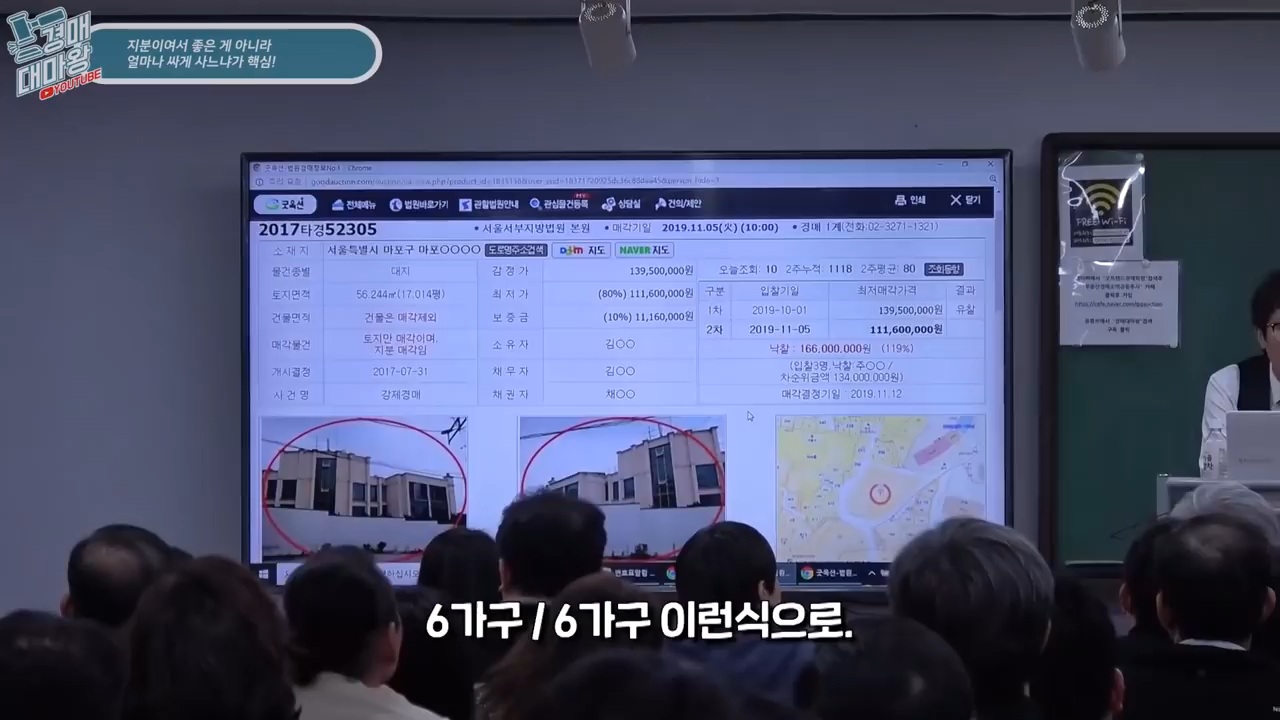 경매
대마왕
YOUTUBE
지분이여서 좋은 게 아니라
얼마나 싸게 사느냐가 핵심!
굿옥션-법원경매정보No.1 - Chrome
굿옥션 전체메뉴 법원바로가기 관할법원안내 관심물건등록 상담실 건의/제안 인쇄 닫기
2017타경52305 • 서울서부지방법원 본원 • 매각기일 2019.11.05(火) (10:00) • 경매 1계(전화:02-3271-1321)
소재지 서울특별시 마포구 마포○○○○ 도로명주소검색 Daum 지도 NAVER 지도
물건종별 대지 감정가 139,500,000원 오늘조회: 10 2주누적: 1118 2주평균: 80 조회동향
토지면적 56.244㎡(17.014평) 최저가 (80%) 111,600,000원 구분 입찰기일 최저매각가격 결과
건물면적 건물은 매각제외 보증금 (10%) 11,160,000원 1차 2019-10-01 139,500,000원 유찰
2차 2019-11-05 111,600,000원
매각물건 토지만 매각이며, 지분 매각임 소유자 김○○ 낙찰 : 166,000,000원 (119%)
개시결정 2017-07-31 채무자 김○○ (입찰3명,낙찰:주○○ / 차순위금액 134,000,000원)
사건명 강제경매 채권자 채○○ 매각결정기일 2019.11.12
FREE Wi-Fi
6가구 / 6가구 이런식으로.